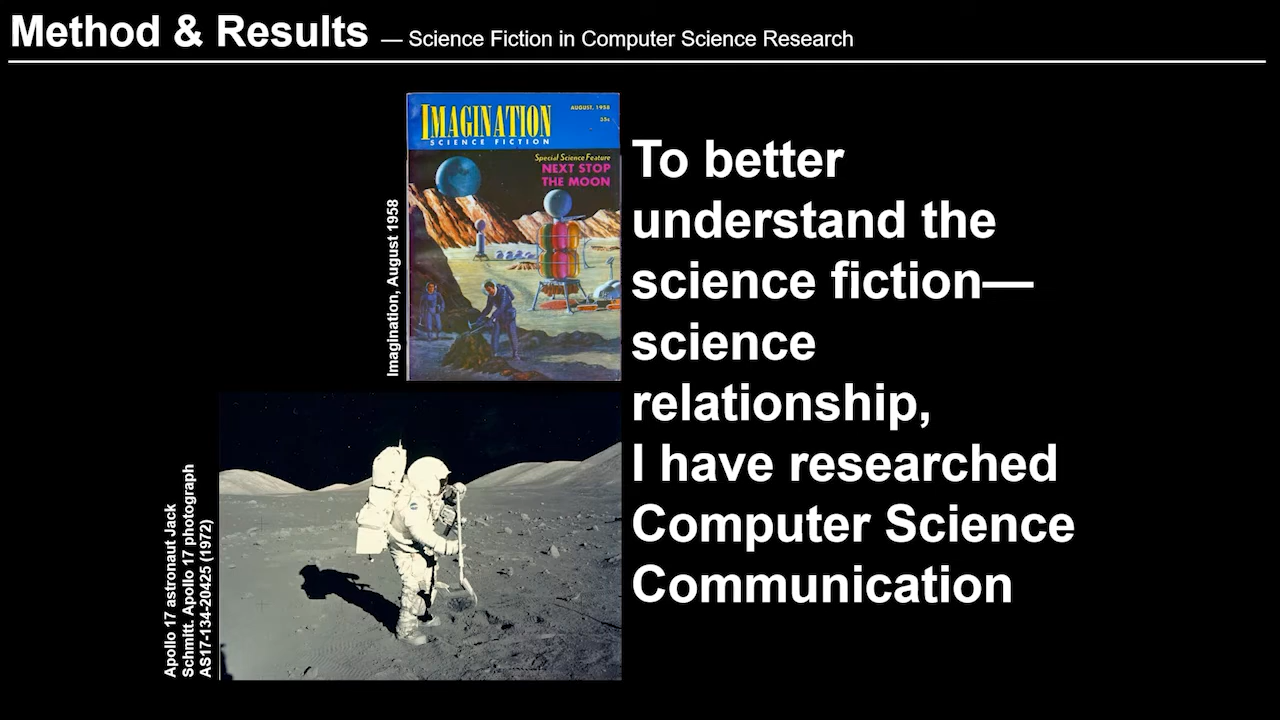 Method & Results — Science Fiction in Computer Science Research
IMAGINATION
SCIENCE FICTION
AUGUST, 1958
35c
Special Science Feature
NEXT STOP
THE MOON
Imagination, August 1958
Apollo 17 astronaut Jack
Schmitt. Apollo 17 photograph
AS17-134-20425 (1972)
To better
understand the
science fiction—
science
relationship,
I have researched
Computer Science
Communication